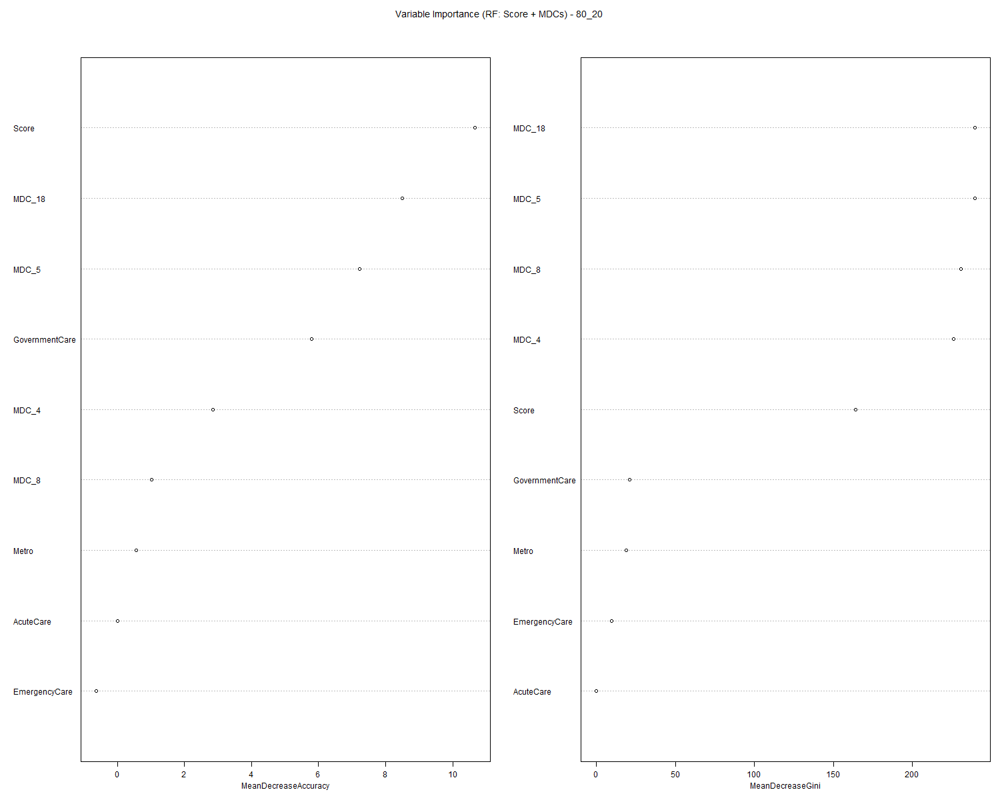 Variable Importance (RF: Score + MDCs) - 80_20
Score
MDC_18
MDC_5
GovernmentCare
MDC_4
MDC_8
Metro
AcuteCare
EmergencyCare
0 2 4 6 8 10
MeanDecreaseAccuracy
MDC_18
MDC_5
MDC_8
MDC_4
Score
GovernmentCare
Metro
EmergencyCare
AcuteCare
0 50 100 150 200
MeanDecreaseGini